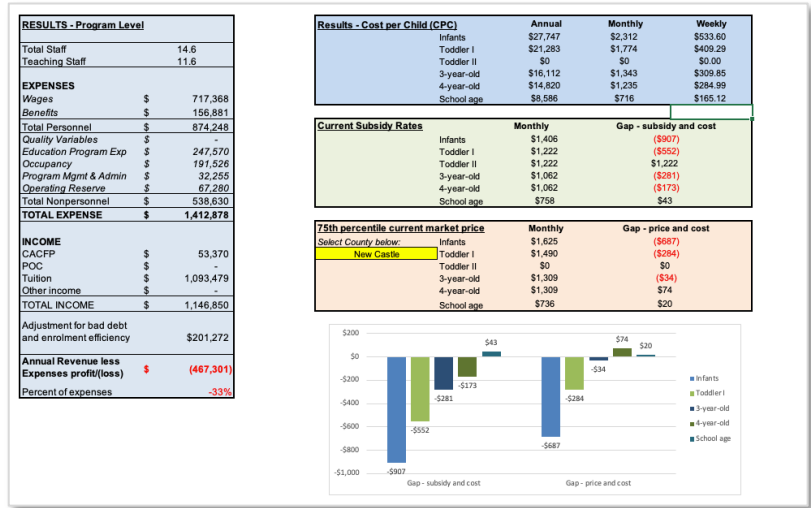 RESULTS - Program Level
Total Staff 14.6
Teaching Staff 11.6
EXPENSES
Wages $ 717,368
Benefits $ 156,881
Total Personnel $ 874,248
Quality Variables $ -
Education Program Exp $ 247,570
Occupancy $ 191,526
Program Mgmt & Admin $ 32,255
Operating Reserve $ 67,280
Total Nonpersonnel $ 538,630
TOTAL EXPENSE $ 1,412,878
INCOME
CACFP $ 53,370
POC $ -
Tuition $ 1,093,479
Other income $ -
TOTAL INCOME $ 1,146,850
Adjustment for bad debt
and enrolment efficiency $201,272
Annual Revenue less
Expenses profit/(loss) $ (467,301)
Percent of expenses -33%
Results - Cost per Child (CPC) Annual Monthly Weekly
Infants $27,747 $2,312 $533.60
Toddler I $21,283 $1,774 $409.29
Toddler II $0 $0 $0.00
3-year-old $16,112 $1,343 $309.85
4-year-old $14,820 $1,235 $284.99
School age $8,586 $716 $165.12
Current Subsidy Rates Monthly Gap - subsidy and cost
Infants $1,406 ($907)
Toddler I $1,222 ($552)
Toddler II $1,222 $1,222
3-year-old $1,062 ($281)
4-year-old $1,062 ($173)
School age $758 $43
75th percentile current market price Monthly Gap - price and cost
Select County below: Infants $1,625 ($687)
New Castle Toddler I $1,490 ($284)
Toddler II $0 $0
3-year-old $1,309 ($34)
4-year-old $1,309 $74
School age $736 $20
$200
$0
-$200
-$400
-$600
-$800
-$1,000
-$907
-$552
-$281
-$173
$43
-$687
-$284
-$34
$74
$20
Gap - subsidy and cost
Gap - price and cost
Infants
Toddler I
3-year-old
4-year-old
School age